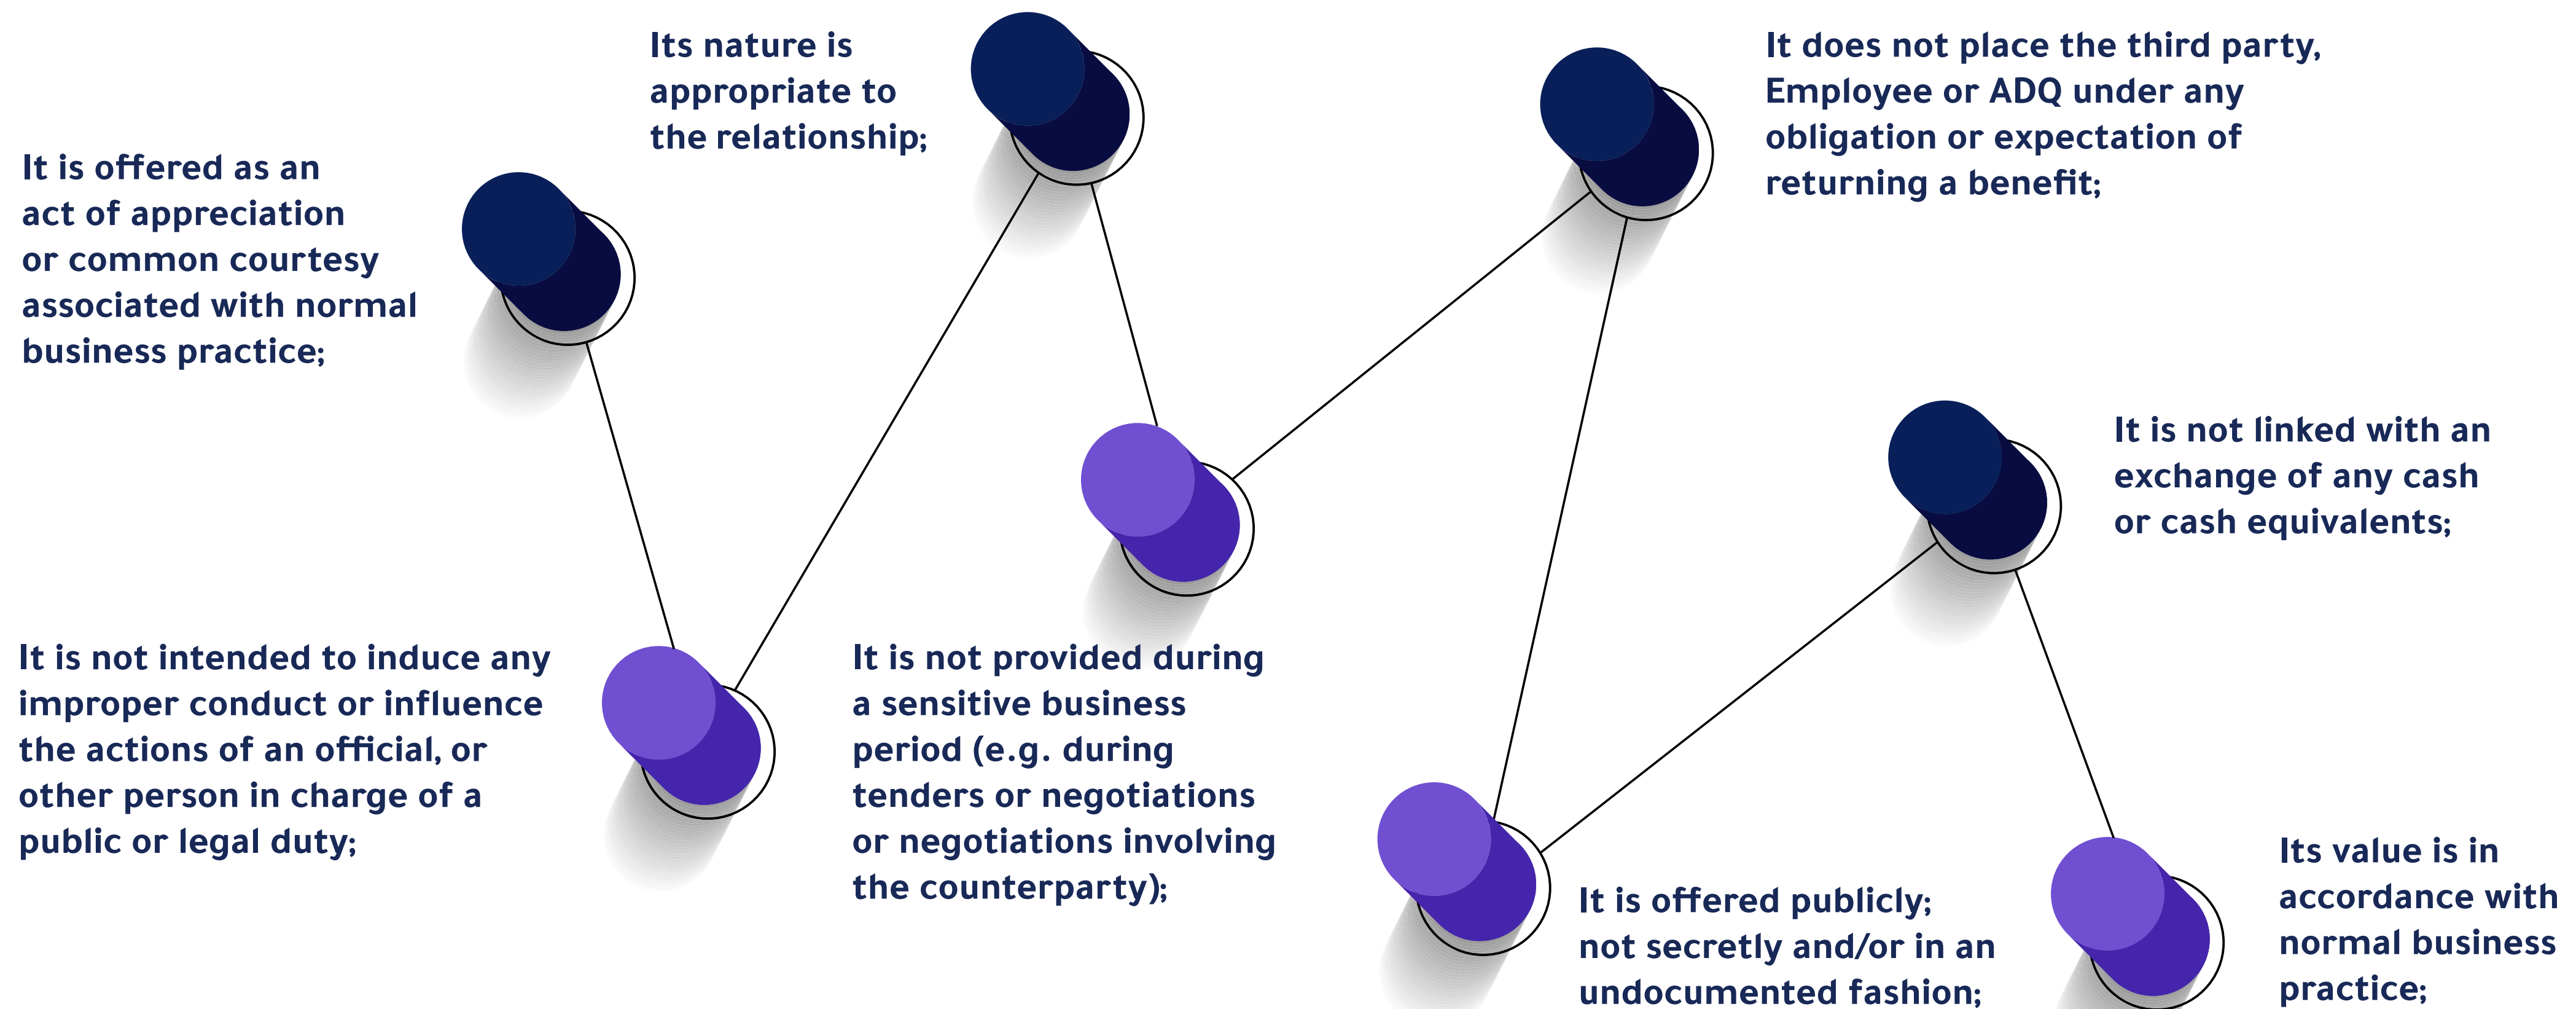 It is offered as an
act of appreciation
or common courtesy
associated with normal
business practice;
It is not intended to induce any
improper conduct or influence
the actions of an official, or
other person in charge of a
public or legal duty;
Its nature is
appropriate to
the relationship;
It is not provided during
a sensitive business
period (e.g. during
tenders or negotiations
or negotiations involving
the counterparty);
It does not place the third party,
Employee or ADQ under any
obligation or expectation of
returning a benefit;
It is offered publicly;
not secretly and/or in an
undocumented fashion;
It is not linked with an
exchange of any cash
or cash equivalents;
Its value is in
accordance with
normal business
practice;